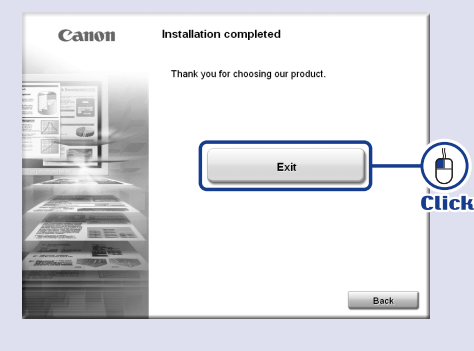 Canon
Installation completed
Thank you for choosing our product.
Exit
Click
Back